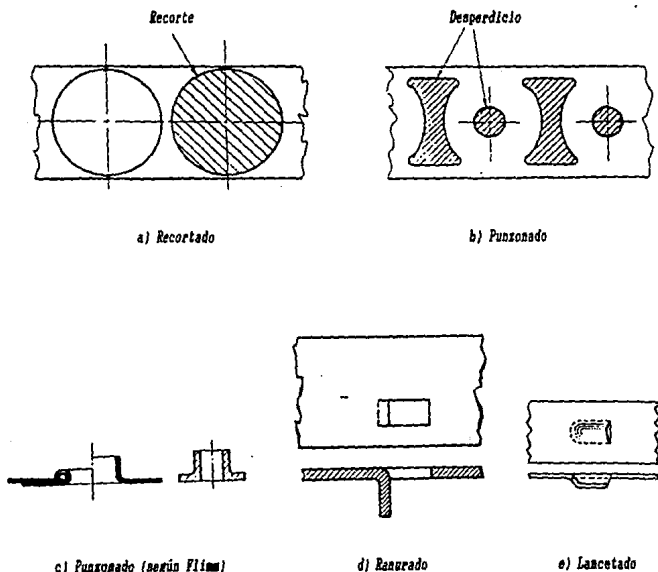 Recorte
Desperdicio
a) Recortado
b) Punzonado
c) Punzonado (según Flimm)
d) Ranurado
e) Lancetado